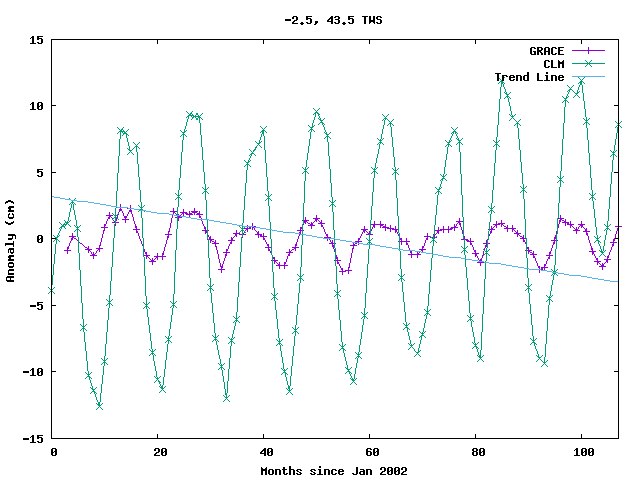 -2.5, 43.5 TWS
GRACE
CLM
Trend Line
15
10
5
0
-5
-10
-15
Anomaly (cm)
0 20 40 60 80 100
Months since Jan 2002